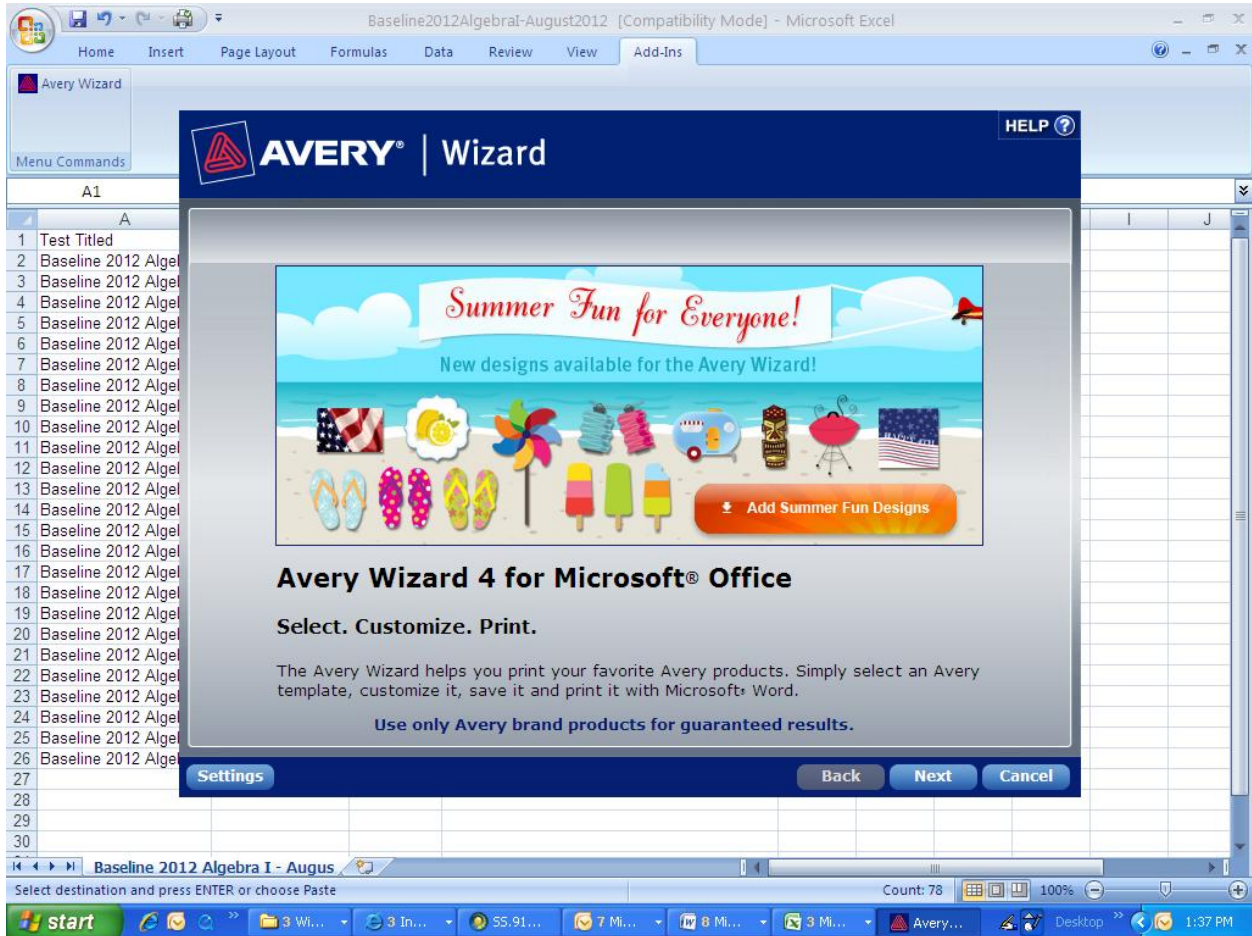 Baseline2012AlgebraI-August2012 [Compatibility Mode] - Microsoft Excel
Home Insert Page Layout Formulas Data Review View Add-Ins
Avery Wizard
Menu Commands
HELP ?
AVERY® | Wizard
A1
A I J
1 Test Titled
2 Baseline 2012 Algel
3 Baseline 2012 Algel
4 Baseline 2012 Algel
5 Baseline 2012 Algel
6 Baseline 2012 Algel
7 Baseline 2012 Algel
8 Baseline 2012 Algel
9 Baseline 2012 Algel
10 Baseline 2012 Algel
11 Baseline 2012 Algel
12 Baseline 2012 Algel
13 Baseline 2012 Algel
14 Baseline 2012 Algel
15 Baseline 2012 Algel
16 Baseline 2012 Algel
17 Baseline 2012 Algel
18 Baseline 2012 Algel
19 Baseline 2012 Algel
20 Baseline 2012 Algel
21 Baseline 2012 Algel
22 Baseline 2012 Algel
23 Baseline 2012 Algel
24 Baseline 2012 Algel
25 Baseline 2012 Algel
26 Baseline 2012 Algel
27
28
29
30
Summer Fun for Everyone!
New designs available for the Avery Wizard!
Add Summer Fun Designs
Avery Wizard 4 for Microsoft® Office
Select. Customize. Print.
The Avery Wizard helps you print your favorite Avery products. Simply select an Avery
template, customize it, save it and print it with Microsoft® Word.
Use only Avery brand products for guaranteed results.
Settings Back Next Cancel
Baseline 2012 Algebra I - Augus
Select destination and press ENTER or choose Paste Count: 78 100%
start 3 Wi... 3 In... SS.91... 7 Mi... 8 Mi... 3 Mi... Avery... Desktop 1:37 PM